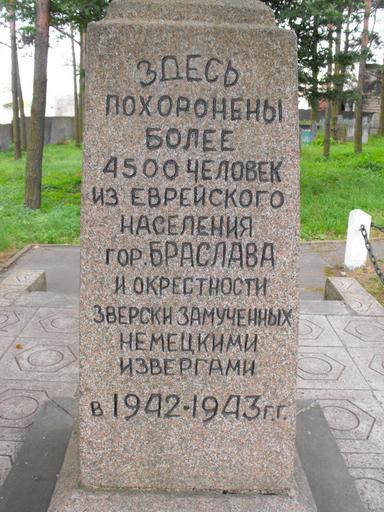 ЗДЕСЬ
ПОХОРОНЕНЫ
БОЛЕЕ
4500 ЧЕЛОВЕК
ИЗ ЕВРЕЙСКОГО
НАСЕЛЕНИЯ
ГОР. БРАСЛАВА
И ОКРЕСТНОСТИ
ЗВЕРСКИ ЗАМУЧЕННЫХ
НЕМЕЦКИМИ
ИЗВЕРГАМИ
В 1942-1943 Г.Г.